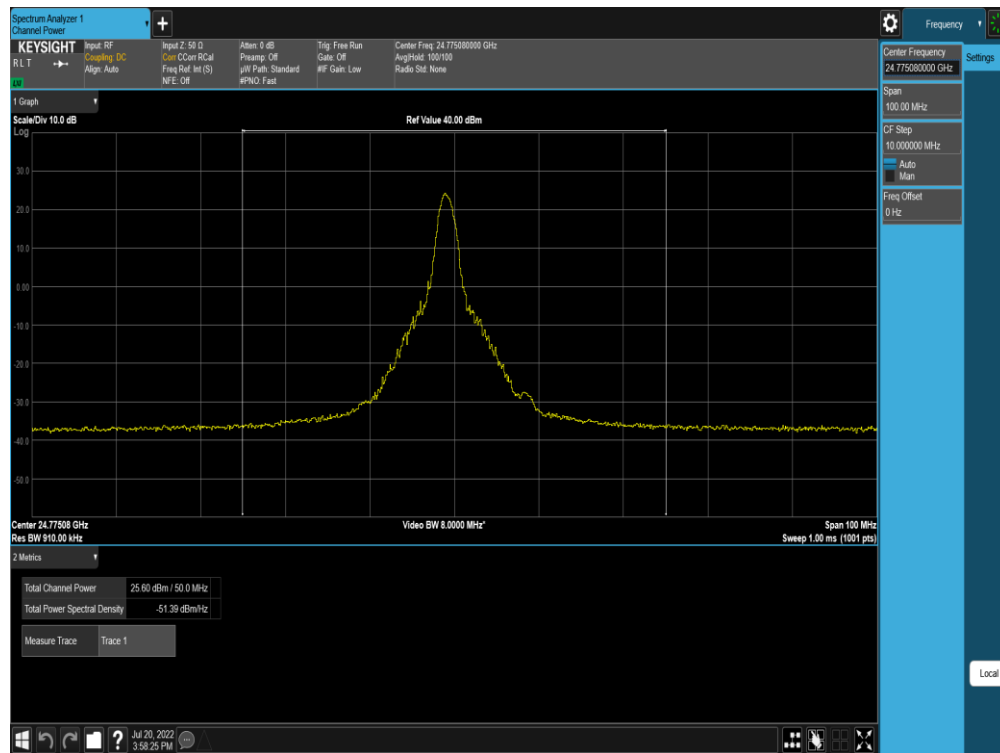 Spectrum Analyzer 1
Channel Power
Frequency
KEYSIGHT
RLT
LW
Input: RF
Coupling: DC
Align: Auto
Input Z: 50 Ω
Corr CCorr RCal
Freq Ref: Int (S)
NFE: Off
Atten: 0 dB
Preamp: Off
µW Path: Standard
#PNO: Fast
Trig: Free Run
Gate: Off
#IF Gain: Low
Center Freq: 24.775080000 GHz
Avg|Hold: 100/100
Radio Std: None
Center Frequency
24.775080000 GHz
Settings
Span
100.00 MHz
CF Step
10.000000 MHz
Auto
Man
Freq Offset
0 Hz
1 Graph
Scale/Div 10.0 dB
Ref Value 40.00 dBm
Log
30.0
20.0
10.0
0.00
-10.0
-20.0
-30.0
-40.0
-50.0
Center 24.77508 GHz
Video BW 8.0000 MHz*
Span 100 MHz
Res BW 910.00 kHz
Sweep 1.00 ms (1001 pts)
2 Metrics
Total Channel Power 25.60 dBm / 50.0 MHz
Total Power Spectral Density -51.39 dBm/Hz
Measure Trace Trace 1
Local
Jul 20, 2022
3:58:25 PM